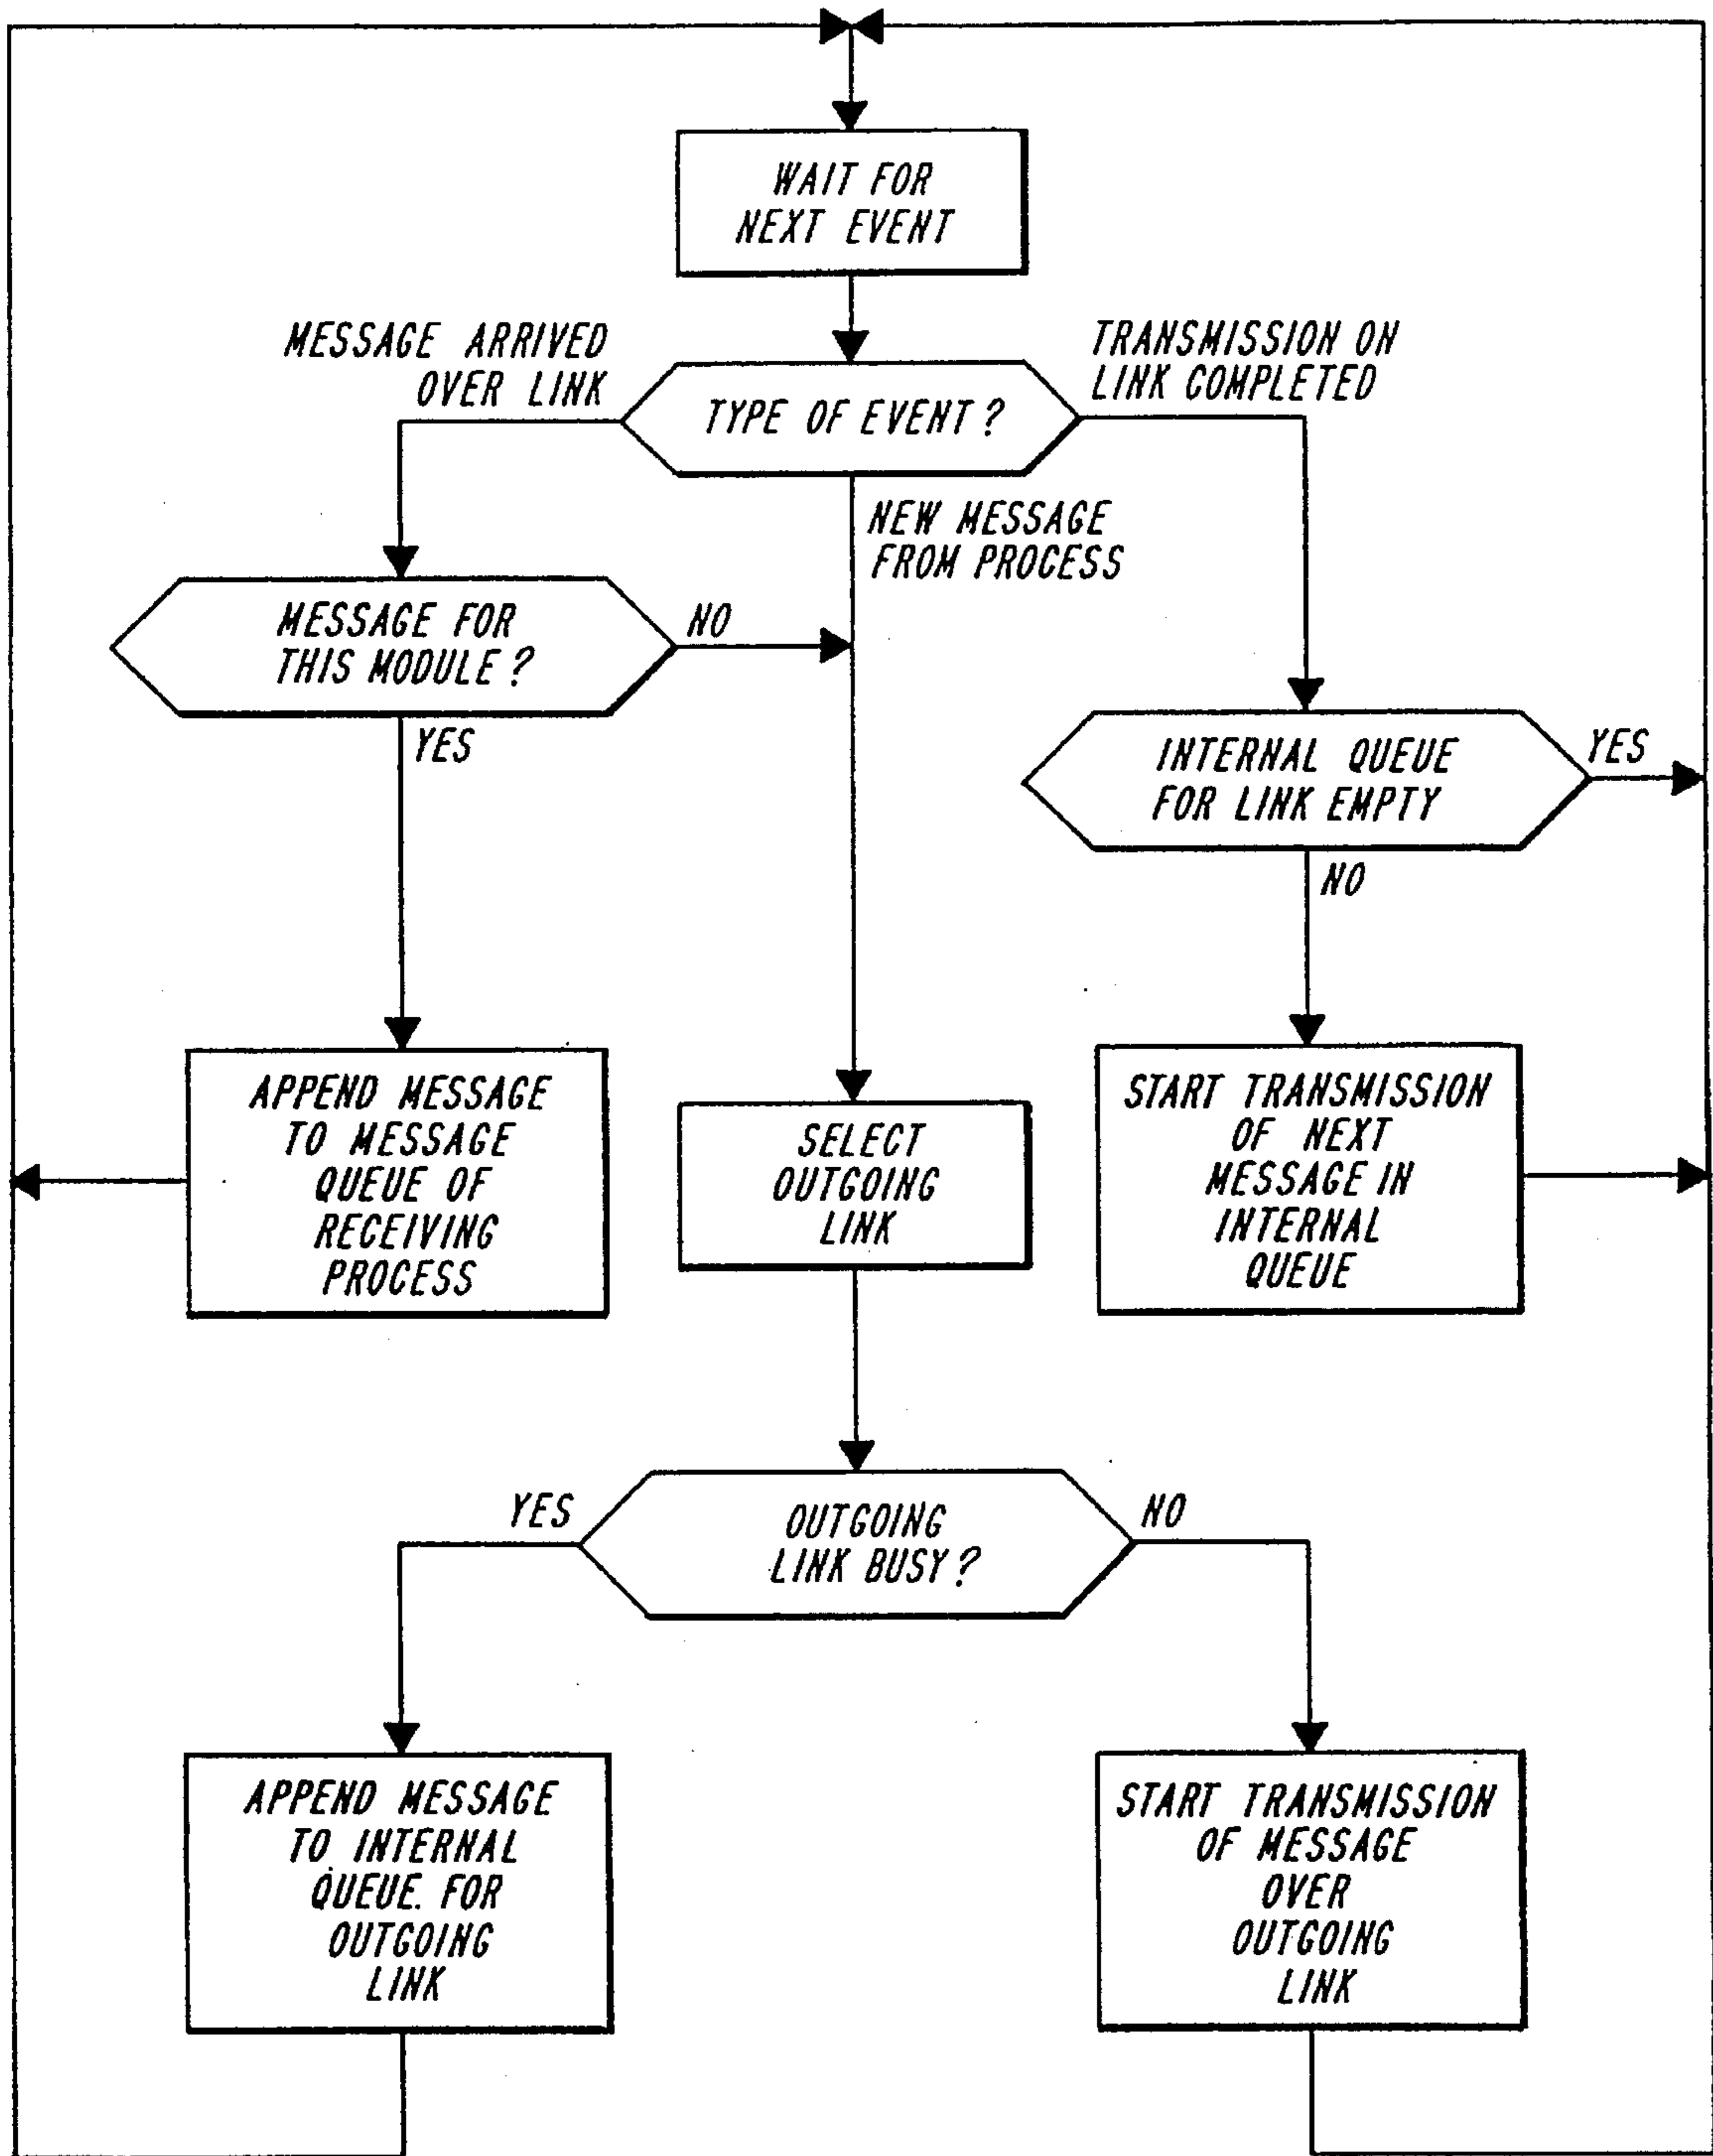 WAIT FOR
NEXT EVENT
MESSAGE ARRIVED
OVER LINK
TYPE OF EVENT?
TRANSMISSION ON
LINK COMPLETED
NEW MESSAGE
FROM PROCESS
MESSAGE FOR
THIS MODULE?
NO
YES
INTERNAL QUEUE
FOR LINK EMPTY
YES
NO
APPEND MESSAGE
TO MESSAGE
QUEUE OF
RECEIVING
PROCESS
SELECT
OUTGOING
LINK
START TRANSMISSION
OF NEXT
MESSAGE IN
INTERNAL
QUEUE
YES
OUTGOING
LINK BUSY?
NO
APPEND MESSAGE
TO INTERNAL
QUEUE. FOR
OUTGOING
LINK
START TRANSMISSION
OF MESSAGE
OVER
OUTGOING
LINK